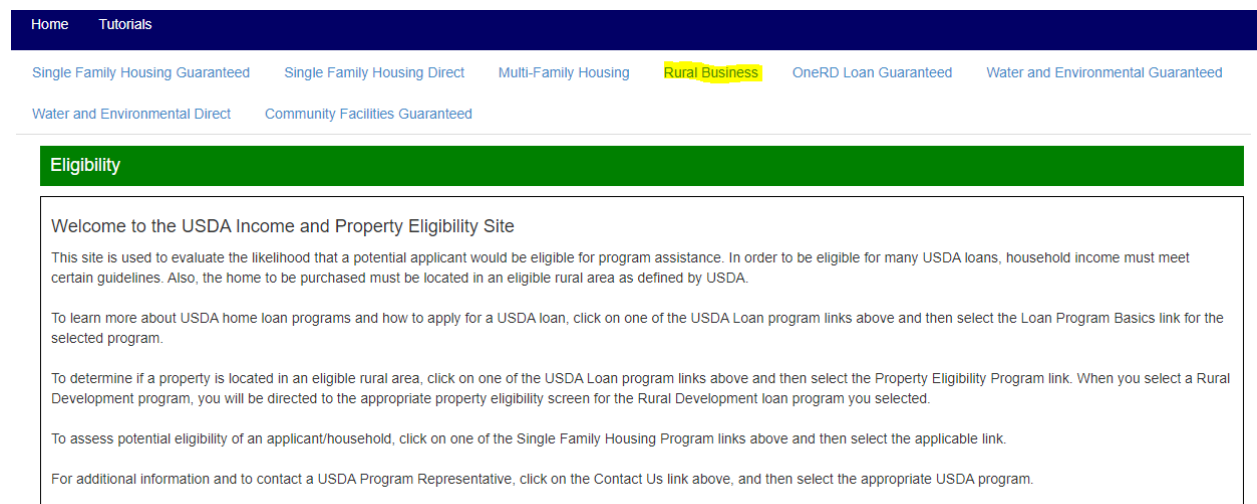 Home Tutorials
Single Family Housing Guaranteed Single Family Housing Direct Multi-Family Housing Rural Business OneRD Loan Guaranteed Water and Environmental Guaranteed
Water and Environmental Direct Community Facilities Guaranteed
Eligibility
Welcome to the USDA Income and Property Eligibility Site
This site is used to evaluate the likelihood that a potential applicant would be eligible for program assistance. In order to be eligible for many USDA loans, household income must meet
certain guidelines. Also, the home to be purchased must be located in an eligible rural area as defined by USDA.
To learn more about USDA home loan programs and how to apply for a USDA loan, click on one of the USDA Loan program links above and then select the Loan Program Basics link for the
selected program.
To determine if a property is located in an eligible rural area, click on one of the USDA Loan program links above and then select the Property Eligibility Program link. When you select a Rural
Development program, you will be directed to the appropriate property eligibility screen for the Rural Development loan program you selected.
To assess potential eligibility of an applicant/household, click on one of the Single Family Housing Program links above and then select the applicable link.
For additional information and to contact a USDA Program Representative, click on the Contact Us link above, and then select the appropriate USDA program.